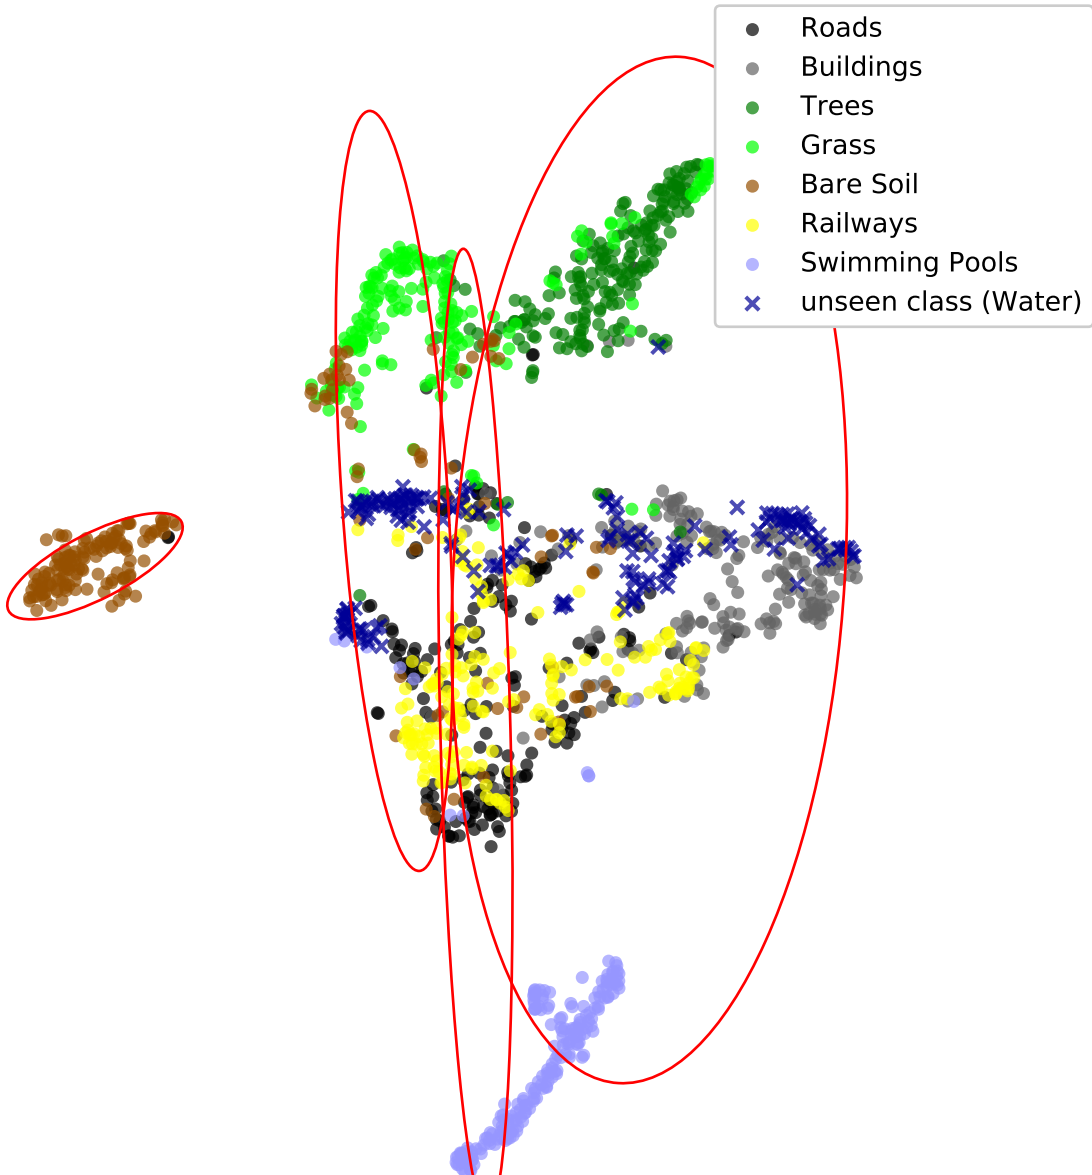 Roads
Buildings
Trees
Grass
Bare Soil
Railways
Swimming Pools
unseen class (Water)